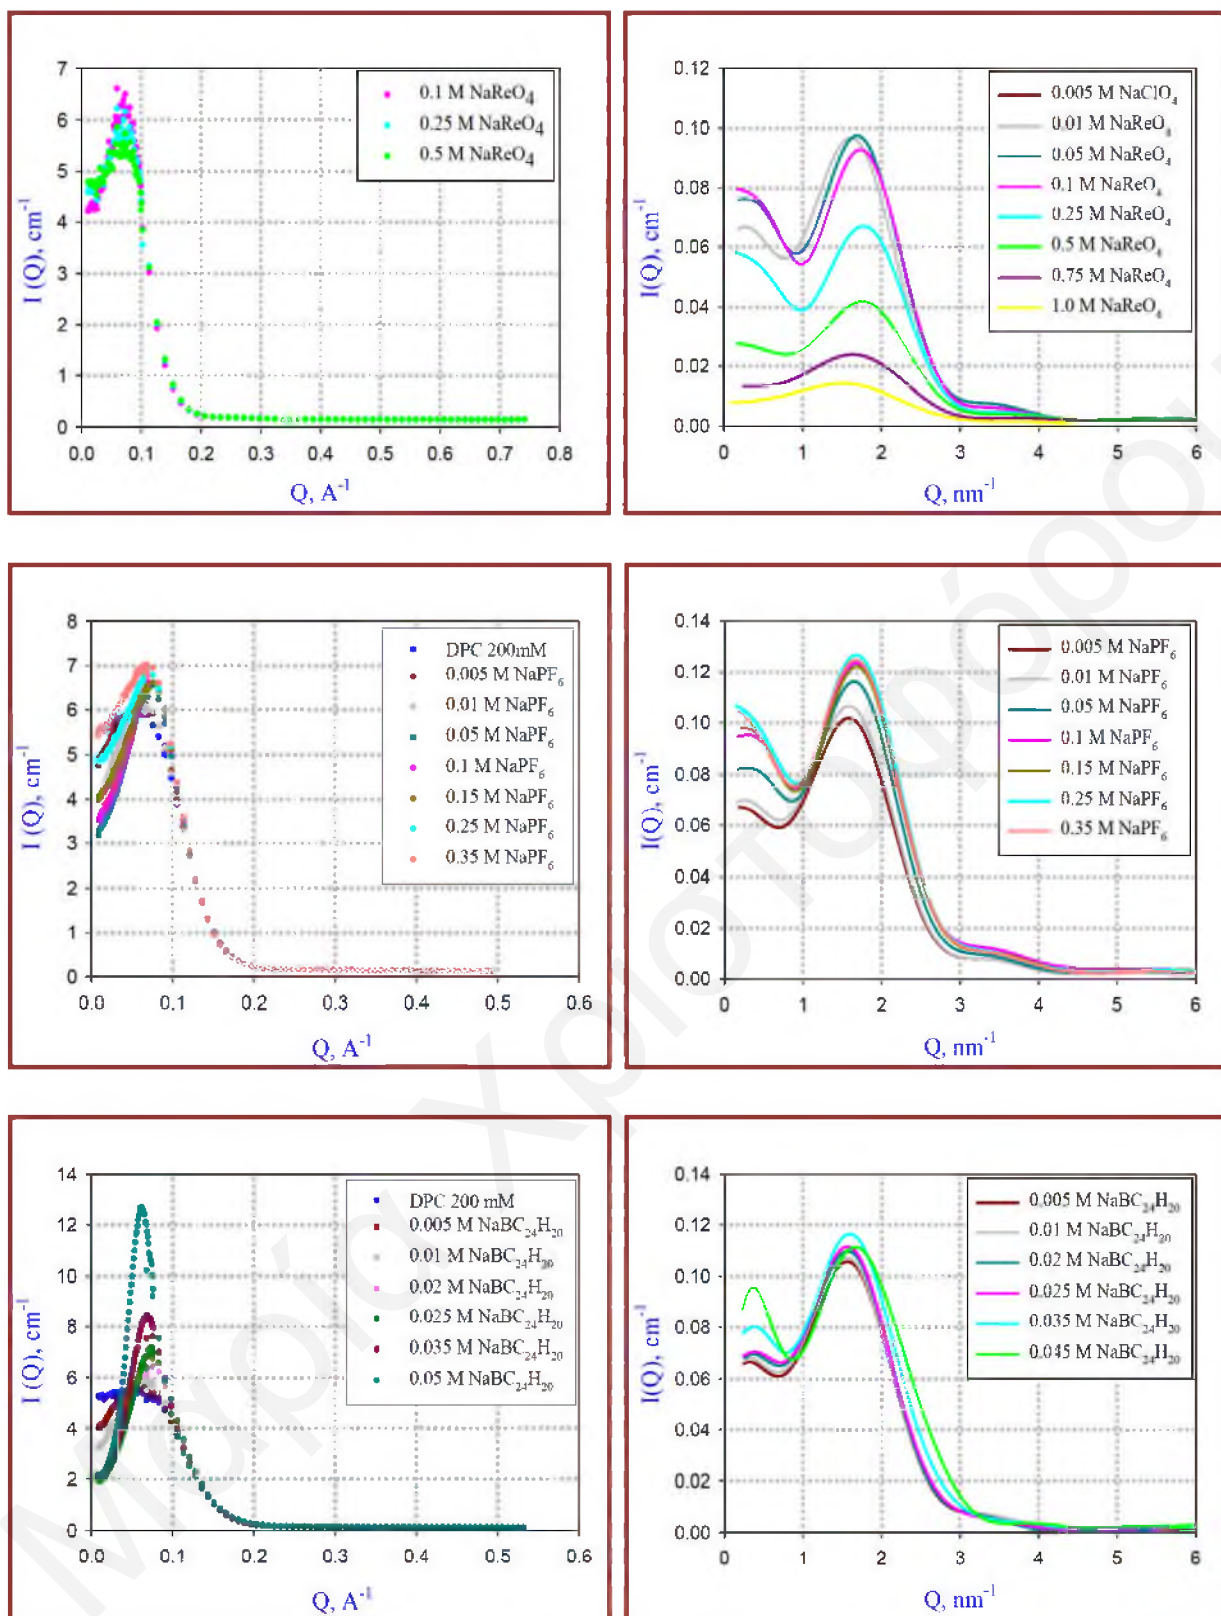 7
6
5
4
3
2
1
0
I (Q), cm-1
0.1 M NaReO4
0.25 M NaReO4
0.5 M NaReO4
0.0 0.1 0.2 0.3 0.4 0.5 0.6 0.7 0.8
Q, A-1
0.12
0.10
0.08
0.06
0.04
0.02
0.00
I(Q), cm-1
0.005 M NaClO4
0.01 M NaReO4
0.05 M NaReO4
0.1 M NaReO4
0.25 M NaReO4
0.5 M NaReO4
0.75 M NaReO4
1.0 M NaReO4
0 1 2 3 4 5 6
Q, nm-1
8
7
6
5
4
3
2
1
0
I (Q), cm-1
DPC 200mM
0.005 M NaPF6
0.01 M NaPF6
0.05 M NaPF6
0.1 M NaPF6
0.15 M NaPF6
0.25 M NaPF6
0.35 M NaPF6
0.0 0.1 0.2 0.3 0.4 0.5 0.6
Q, A-1
0.14
0.12
0.10
0.08
0.06
0.04
0.02
0.00
I(Q), cm-1
0.005 M NaPF6
0.01 M NaPF6
0.05 M NaPF6
0.1 M NaPF6
0.15 M NaPF6
0.25 M NaPF6
0.35 M NaPF6
0 1 2 3 4 5 6
Q, nm-1
14
12
10
8
6
4
2
0
I (Q), cm-1
DPC 200 mM
0.005 M NaBC24H20
0.01 M NaBC24H20
0.02 M NaBC24H20
0.025 M NaBC24H20
0.035 M NaBC24H20
0.05 M NaBC24H20
0.0 0.1 0.2 0.3 0.4 0.5 0.6
Q, A-1
0.14
0.12
0.10
0.08
0.06
0.04
0.02
0.00
I(Q), cm-1
0.005 M NaBC24H20
0.01 M NaBC24H20
0.02 M NaBC24H20
0.025 M NaBC24H20
0.035 M NaBC24H20
0.045 M NaBC24H20
0 1 2 3 4 5 6
Q, nm-1
Μαρία